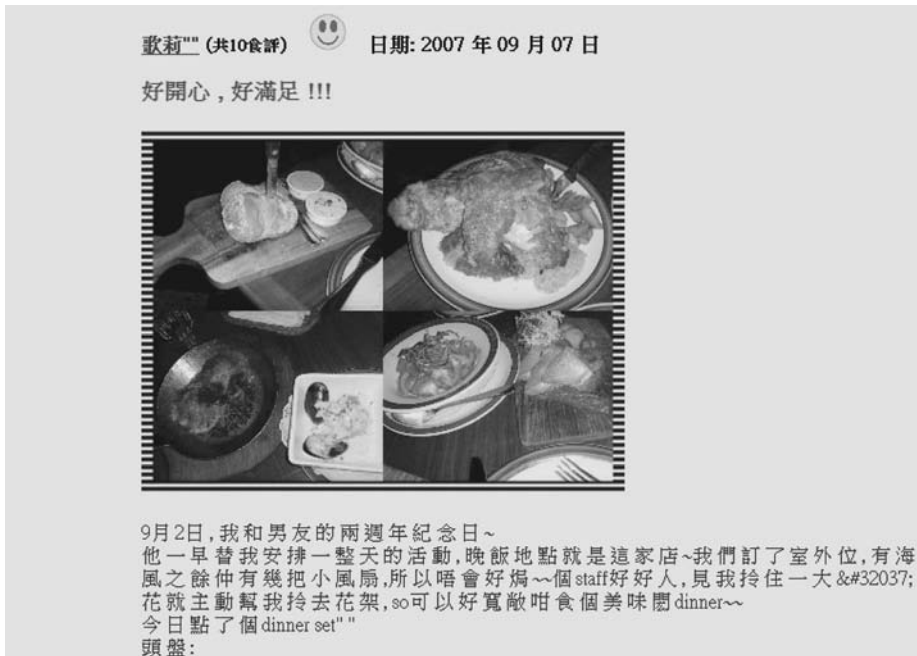 歌莉"" (共10食評) 日期: 2007 年 09 月 07 日
好開心 , 好滿足 !!!
9月2日,我和男友的兩週年紀念日~
他一早替我安排一整天的活動,晚飯地點就是這家店~我們訂了室外位,有海
風之餘仲有幾把小風扇,所以唔會好焗~~個staff好好人,見我拎住一大&#32037;
花就主動幫我拎去花架,so可以好寬敞咁食個美味嘅dinner~~
今日點了個dinner set" "
頭盤: